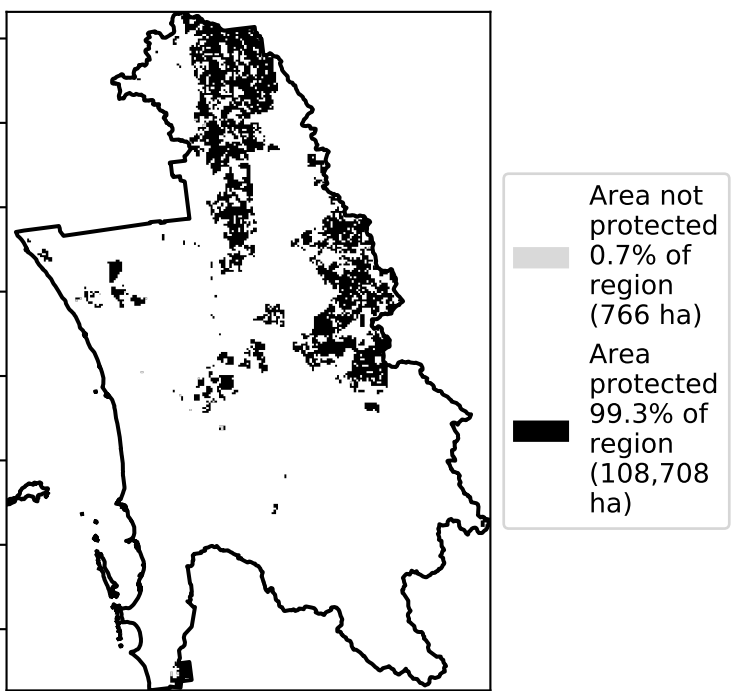 Area not
protected
0.7% of
region
(766 ha)
Area
protected
99.3% of
region
(108,708
ha)